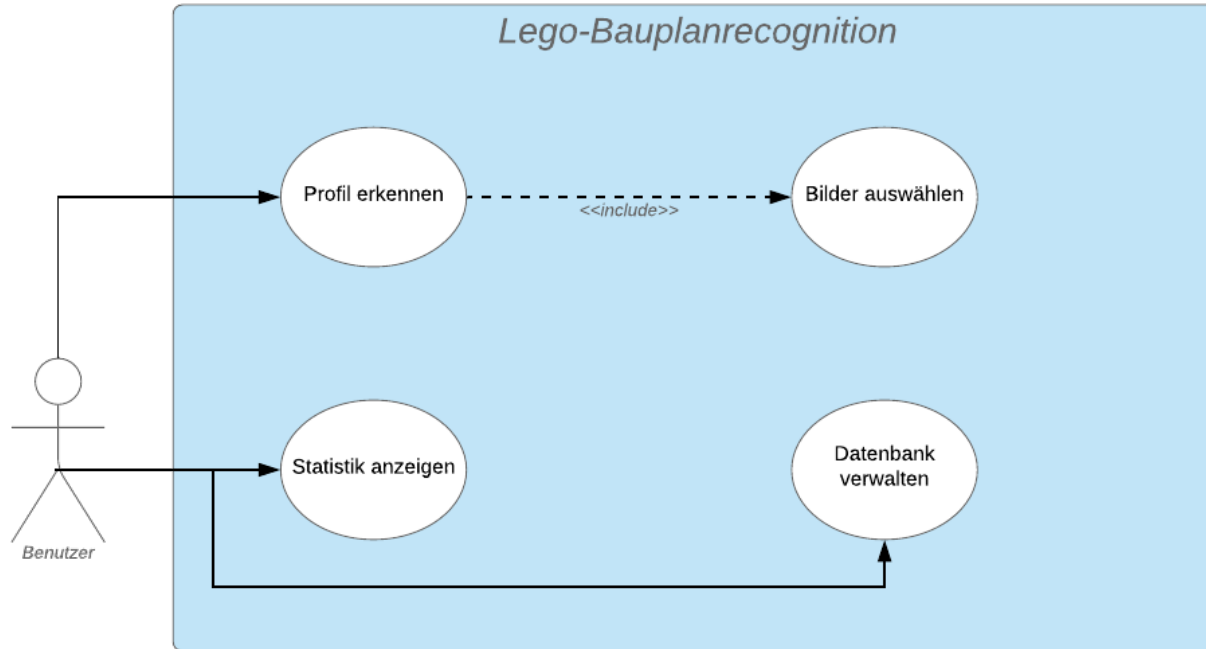 Lego-Bauplanrecognition
Profil erkennen
<<include>>
Bilder auswählen
Statistik anzeigen
Datenbank
verwalten
Benutzer